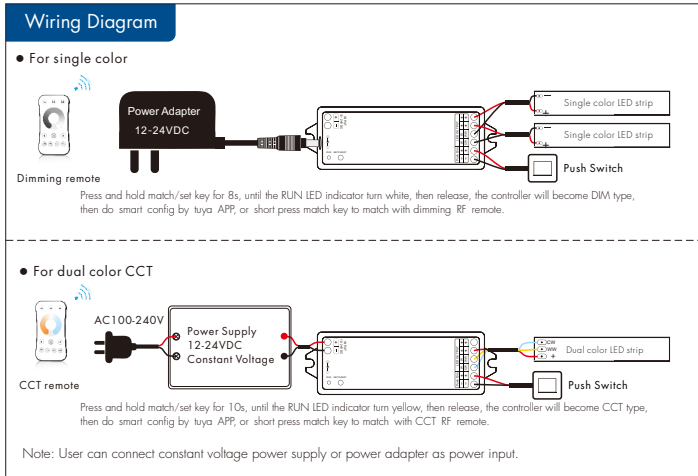 Wiring Diagram
● For single color
Power Adapter
12-24VDC
Single color LED strip
Single color LED strip
Push Switch
Dimming remote
Press and hold match/set key for 8s, until the RUN LED indicator turn white, then release, the controller will become DIM type,
then do smart config by tuya APP, or short press match key to match with dimming RF remote.
● For dual color CCT
AC100-240V
Power Supply
12-24VDC
Constant Voltage
CW
WW
+
Dual color LED strip
Push Switch
CCT remote
Press and hold match/set key for 10s, until the RUN LED indicator turn yellow, then release, the controller will become CCT type,
then do smart config by tuya APP, or short press match key to match with CCT RF remote.
Note: User can connect constant voltage power supply or power adapter as power input.